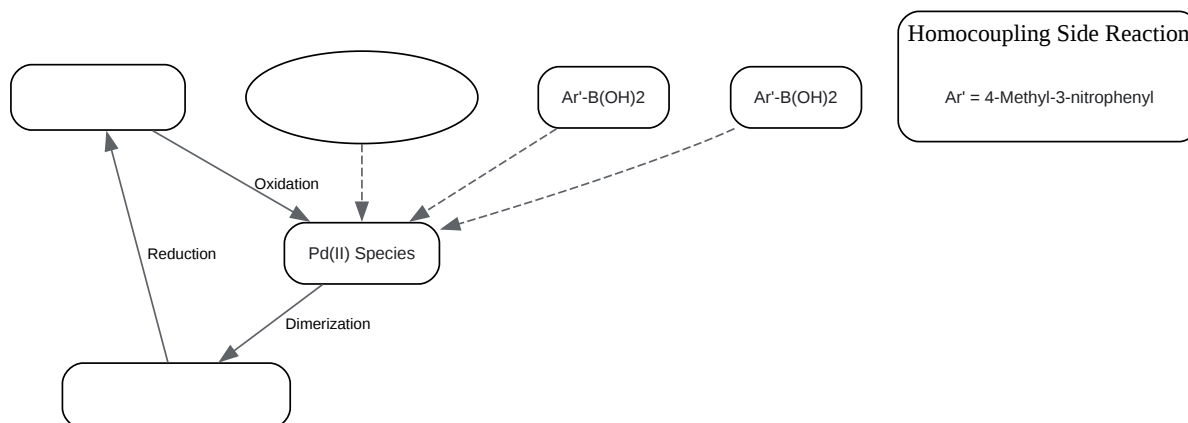 Homocoupling Side Reaction
Ar'-B(OH)2
Ar'-B(OH)2
Ar' = 4-Methyl-3-nitrophenyl
Oxidation
Pd(II) Species
Reduction
Dimerization